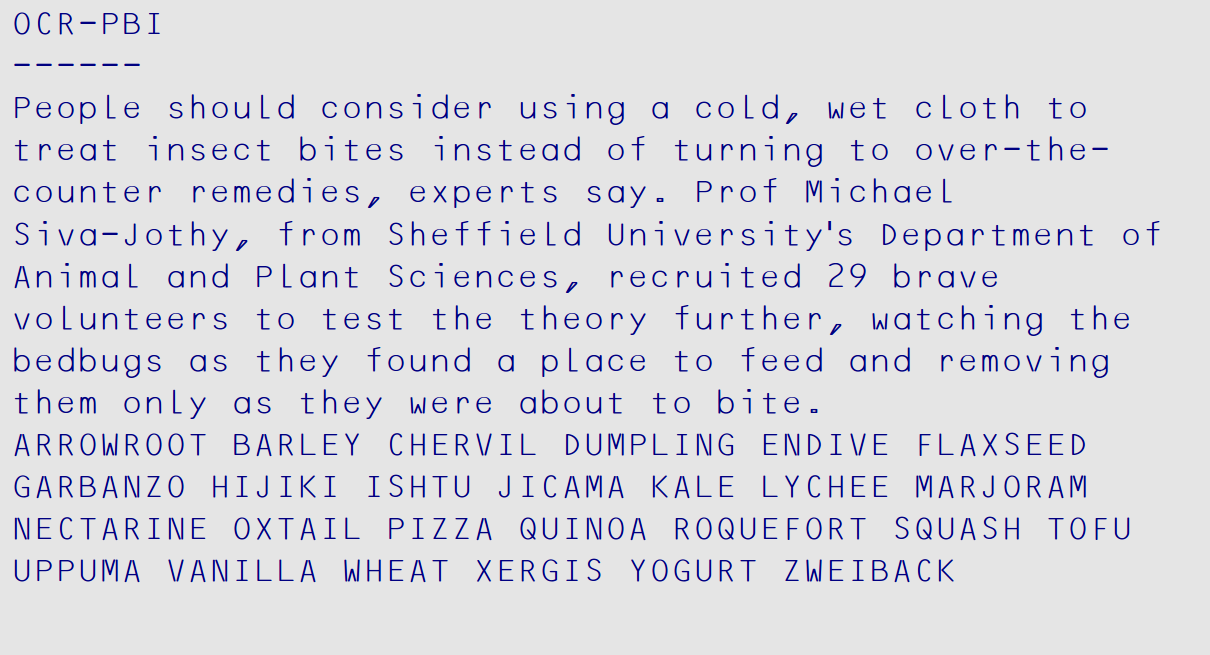 OCR-PBI
------
People should consider using a cold, wet cloth to
treat insect bites instead of turning to over-the-
counter remedies, experts say. Prof Michael
Siva-Jothy, from Sheffield University's Department of
Animal and Plant Sciences, recruited 29 brave
volunteers to test the theory further, watching the
bedbugs as they found a place to feed and removing
them only as they were about to bite.
ARROWROOT BARLEY CHERVIL DUMPLING ENDIVE FLAXSEED
GARBANZO HIJIKI ISHTU JICAMA KALE LYCHEE MARJORAM
NECTARINE OXTAIL PIZZA QUINOA ROQUEFORT SQUASH TOFU
UPPUMA VANILLA WHEAT XERGIS YOGURT ZWEIBACK